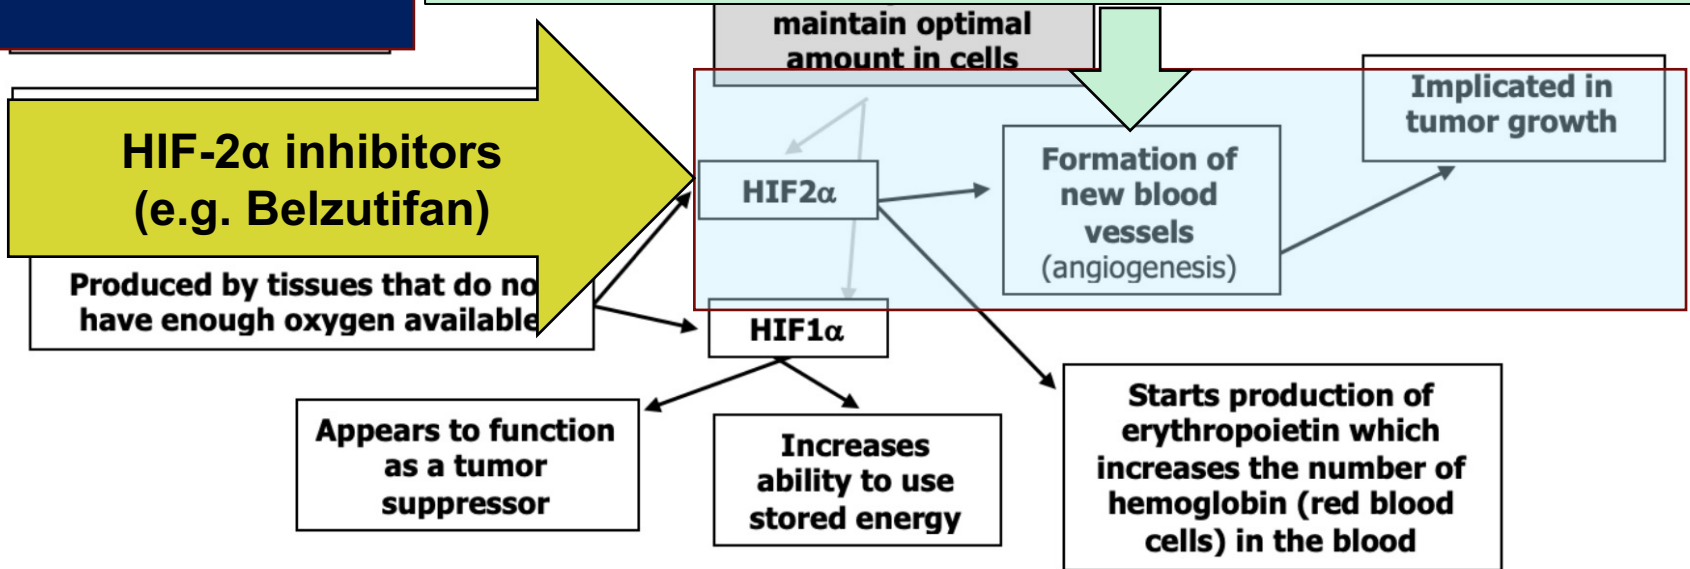 maintain optimal
amount in cells
Implicated in
tumor growth
HIF-2α inhibitors
(e.g. Belzutifan)
HIF2α
Formation of
new blood
vessels
(angiogenesis)
Produced by tissues that do no
have enough oxygen available
HIF1α
Appears to function
as a tumor
suppressor
Increases
ability to use
stored energy
Starts production of
erythropoietin which
increases the number of
hemoglobin (red blood
cells) in the blood